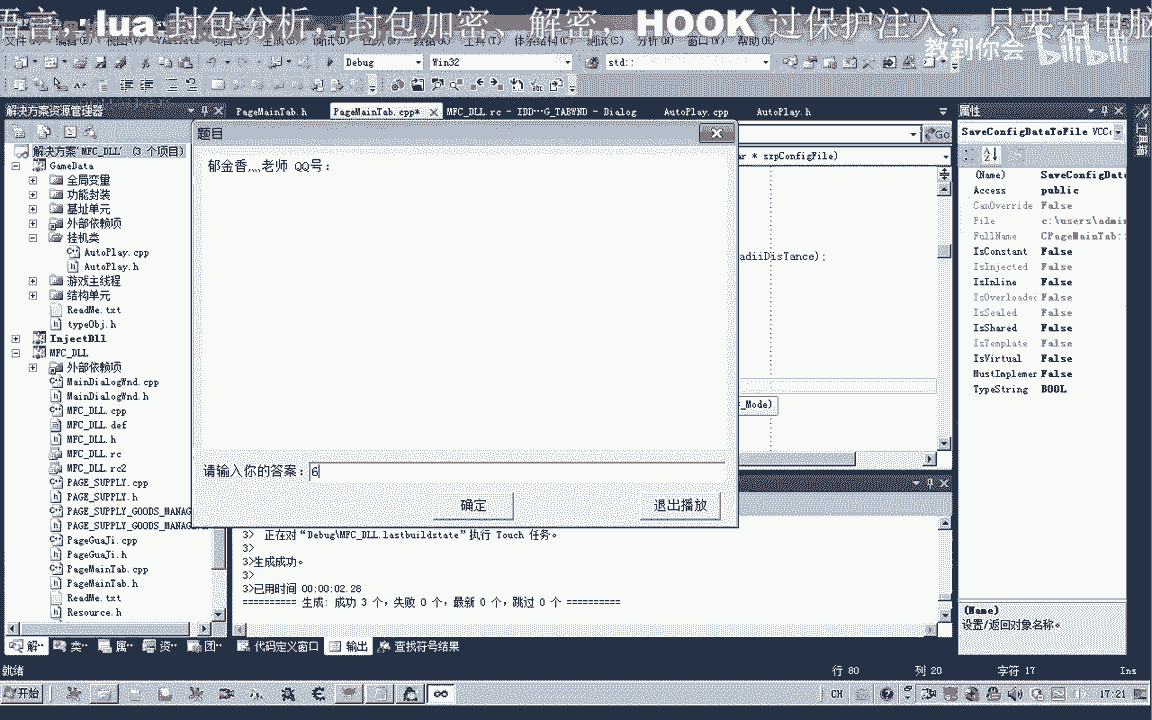 语言，lua 封包分析，封包加密、解密，HOOK 过保护注入，只要是电脑
教到你会 bilibili
Debug
Win32
std::
解决方案资源管理器
PageMainTab.h
PageMainTab.cpp*
MFC_DLL.rc - IDD···G_TABWND - Dialog
AutoPlay.cpp
AutoPlay.h
属性
题目
Go
SaveConfigDataToFile VCCo
解决方案'MFC_DLL' (3 个项目)
GameData
全局变量
功能封装
基址单元
外部依赖项
挂机类
AutoPlay.cpp
AutoPlay.h
游戏主线程
结构单元
ReadMe.txt
typeObj.h
InjectDll
MFC_DLL
外部依赖项
MainDialogWnd.cpp
MainDialogWnd.h
MFC_DLL.cpp
MFC_DLL.def
MFC_DLL.h
MFC_DLL.rc
MFC_DLL.rc2
PAGE_SUPPLY.cpp
PAGE_SUPPLY.h
PAGE_SUPPLY_GOODS_MANAG
PAGE_SUPPLY_GOODS_MANAG
PageGuaJi.cpp
PageGuaJi.h
PageMainTab.cpp
PageMainTab.h
ReadMe.txt
Resource.h
郁金香灬老师 QQ号：
请输入你的答案：6
确定
退出播放
ar * szpConfigFile)
adiiDisTance);
_Mode)
(Name) SaveConfigDat
Access public
CanOverride False
File c:\users\admin
FullName CPageMainTab::
IsConstant False
IsInjected False
IsInline False
IsOverloaded False
IsSealed False
IsShared False
IsTemplate False
IsVirtual False
MustImplemen False
TypeString BOOL
(Name)
设置/返回对象名称。
3> 正在对“Debug\MFC_DLL.lastbuildstate”执行 Touch 任务。
3>
3>生成成功。
3>
3>已用时间 00:00:02.28
========== 生成: 成功 3 个，失败 0 个，最新 0 个，跳过 0 个 ==========
解··
类··
属··
资··
团··
代码定义窗口
输出
查找符号结果
就绪
行 80
列 20
字符 17
Ins
开始
CH
17:21